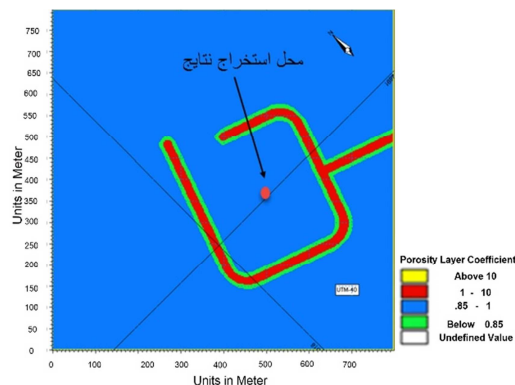 محل استخراج نتایج
Units in Meter
750
700
650
600
550
500
450
400
350
300
250
200
150
100
50
0
0 100 200 300 400 500 600 700
Units in Meter
UTM-40
Porosity Layer Coefficient
Above 10
1 - 10
.85 - 1
Below 0.85
Undefined Value